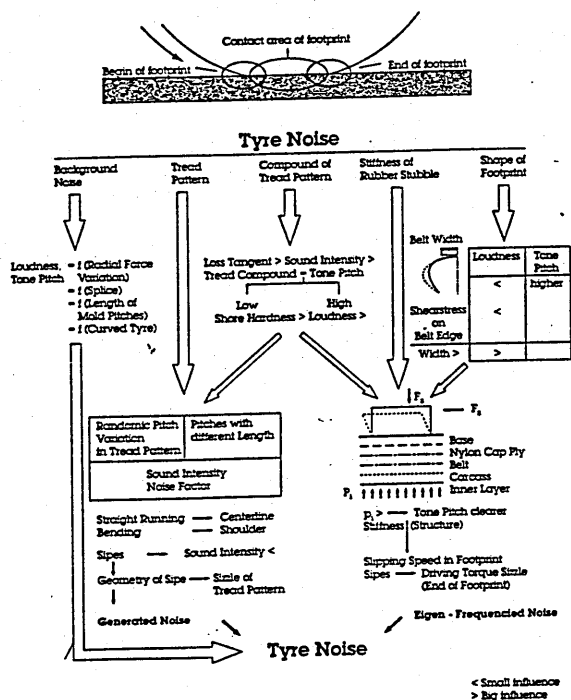 Contact area of footprint
Begin of footprint
End of footprint
Tyre Noise
Background Noise
Tread Pattern
Compound of Tread Pattern
Stiffness of Rubber Stubble
Shape of Footprint
Loudness, Tone Pitch
= f (Radial Force Variation)
= f (Splice)
= f (Length of Mold Pitches)
= f (Curved Tyre)
Loss Tangent > Sound Intensity >
Tread Compound = Tone Pitch
Low
High
Shore Hardness > Loudness >
Belt Width
Loudness
Tone Pitch
<
higher
Shearstress on Belt Edge
<
Width >
>
Randomic Pitch Variation in Tread Pattern
Pitches with different Length
Sound Intensity
Noise Factor
Straight Running — Centerline
Bending — Shoulder
Sipes — Sound Intensity <
Geometry of Sipe — Sizzle of Tread Pattern
Generated Noise
Base
Nylon Cap Ply
Belt
Carcass
Inner Layer
P₁ > — Tone Pitch clearer
Stiffness (Structure)
Slipping Speed in Footprint
Sipes — Driving Torque Sizzle
(End of Footprint)
Eigen - Frequencied Noise
Tyre Noise
< Small influence
> Big influence